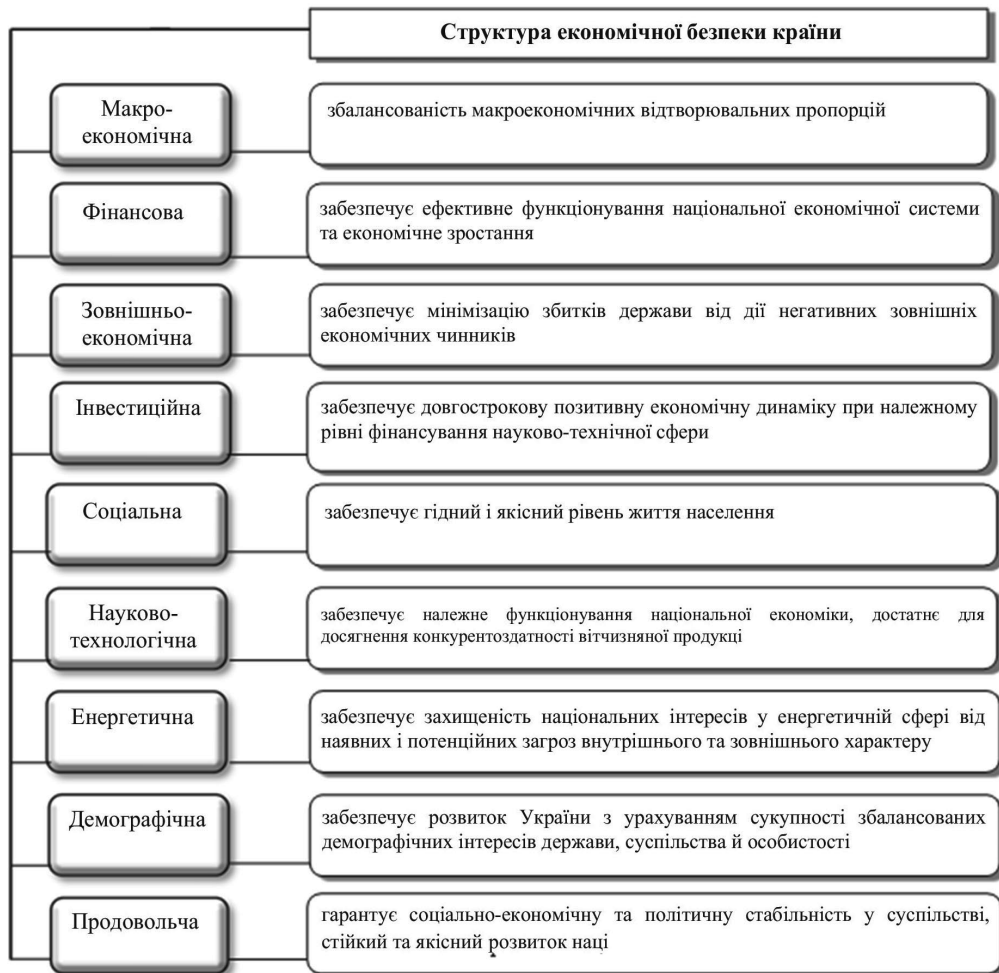 Структура економічної безпеки країни
Макро-
економічна
збалансованість макроекономічних відтворювальних пропорцій
Фінансова
забезпечує ефективне функціонування національної економічної системи
та економічне зростання
Зовнішньо-
економічна
забезпечує мінімізацію збитків держави від дії негативних зовнішніх
економічних чинників
Інвестиційна
забезпечує довгострокову позитивну економічну динаміку при належному
рівні фінансування науково-технічної сфери
Соціальна
забезпечує гідний і якісний рівень життя населення
Науково-
технологічна
забезпечує належне функціонування національної економіки, достатнє для
досягнення конкурентоздатності вітчизняної продукці
Енергетична
забезпечує захищеність національних інтересів у енергетичній сфері від
наявних і потенційних загроз внутрішнього та зовнішнього характеру
Демографічна
забезпечує розвиток України з урахуванням сукупності збалансованих
демографічних інтересів держави, суспільства й особистості
Продовольча
гарантує соціально-економічну та політичну стабільність у суспільстві,
стійкий та якісний розвиток наці